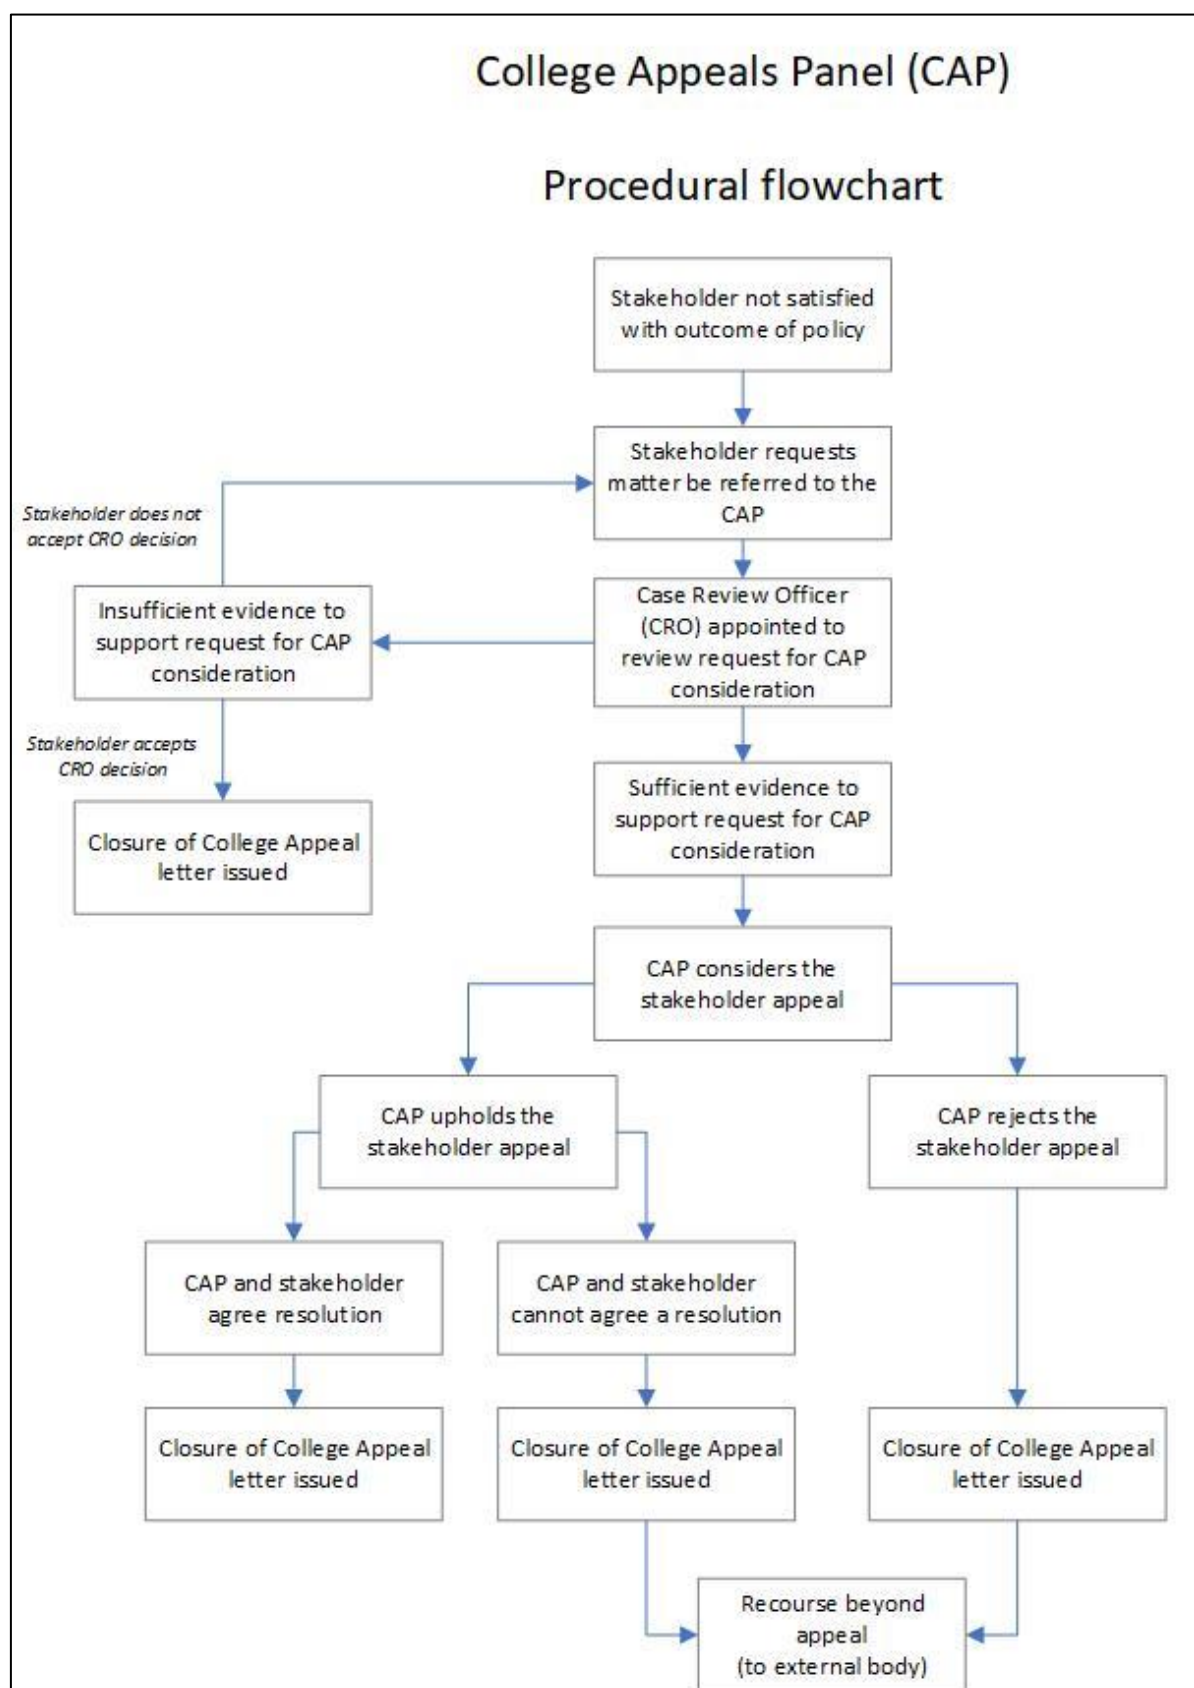 College Appeals Panel (CAP)
Procedural flowchart
Stakeholder not satisfied
with outcome of policy
Stakeholder requests
matter be referred to the
CAP
Stakeholder does not
accept CRO decision
Insufficient evidence to
support request for CAP
consideration
Case Review Officer
(CRO) appointed to
review request for CAP
consideration
Stakeholder accepts
CRO decision
Closure of College Appeal
letter issued
Sufficient evidence to
support request for CAP
consideration
CAP considers the
stakeholder appeal
CAP upholds the
stakeholder appeal
CAP rejects the
stakeholder appeal
CAP and stakeholder
agree resolution
CAP and stakeholder
cannot agree a resolution
Closure of College Appeal
letter issued
Closure of College Appeal
letter issued
Closure of College Appeal
letter issued
Recourse beyond
appeal
(to external body)